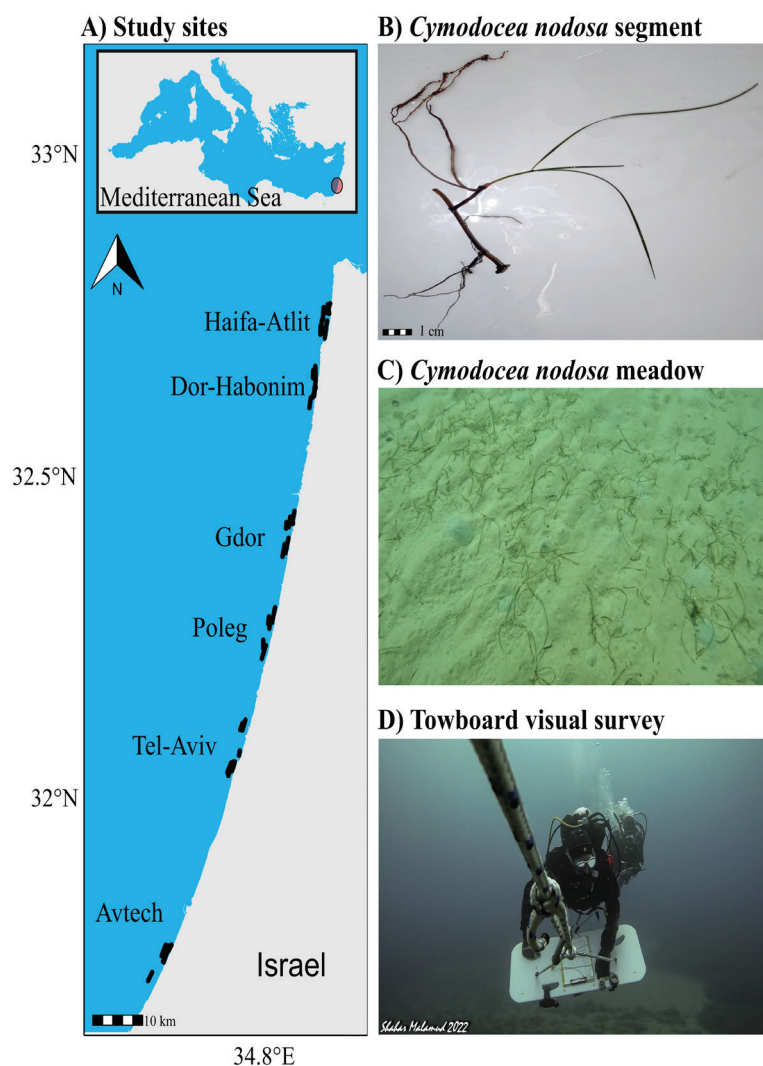 A) Study sites
Mediterranean Sea
33°N
N
Haifa-Atlit
Dor-Habonim
32.5°N
Gdor
Poleg
Tel-Aviv
32°N
Avtech
Israel
10 km
34.8°E
B) Cymodocea nodosa segment
1 cm
C) Cymodocea nodosa meadow
D) Towboard visual survey
Shahar Malamud 2022